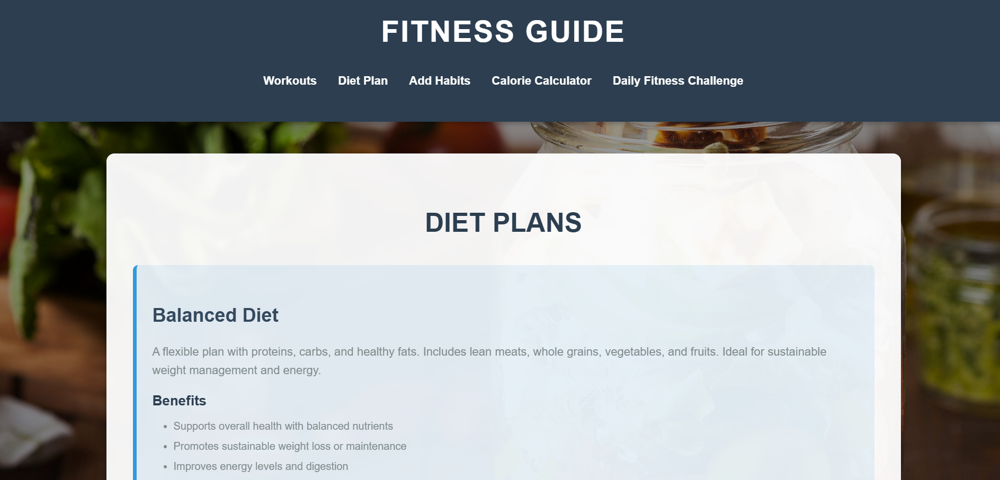 FITNESS GUIDE
Workouts Diet Plan Add Habits Calorie Calculator Daily Fitness Challenge
DIET PLANS
Balanced Diet
A flexible plan with proteins, carbs, and healthy fats. Includes lean meats, whole grains, vegetables, and fruits. Ideal for sustainable
weight management and energy.
Benefits
• Supports overall health with balanced nutrients
• Promotes sustainable weight loss or maintenance
• Improves energy levels and digestion